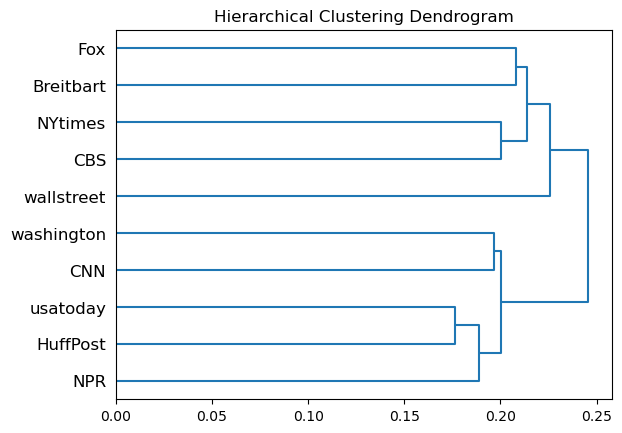 Hierarchical Clustering Dendrogram
Fox
Breitbart
NYtimes
CBS
wallstreet
washington
CNN
usatoday
HuffPost
NPR
0.00 0.05 0.10 0.15 0.20 0.25